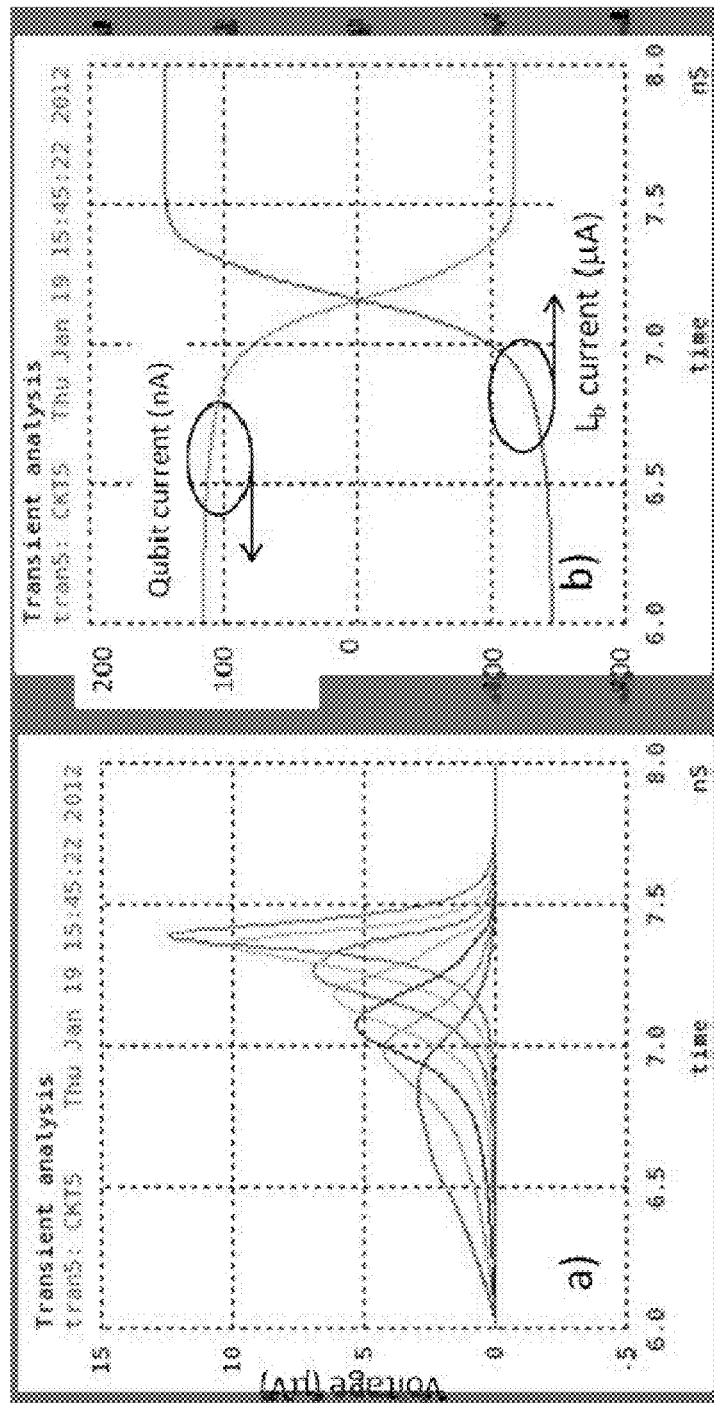 Transient analysis
tran5: CKT5 Thu Jan 19 15:45:22 2012
15
10
5
0
-5
Voltage (µV)
6.0
6.5
7.0
7.5
8.0
time
nS
a)
Transient analysis
tran5: CKT5 Thu Jan 19 15:45:22 2012
200
100
0
Qubit current (nA)
L_b current (µA)
6.0
6.5
7.0
7.5
8.0
time
nS
b)